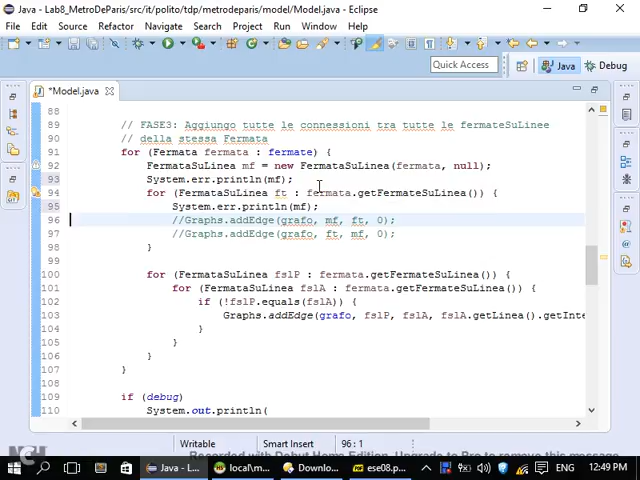 Java - Lab8_MetroDeParis/src/it/polito/tdp/metrodeparis/model/Model.java - Eclipse
File Edit Source Refactor Navigate Search Project Run Window Help
Quick Access
Java
Debug
*Model.java
88
89 // FASE3: Aggiungo tutte le connessioni tra tutte le fermateSuLinee
90 // della stessa Fermata
91 for (Fermata fermata : fermate) {
92 FermataSuLinea mf = new FermataSuLinea(fermata, null);
93 System.err.println(mf);
94 for (FermataSuLinea ft : fermata.getFermateSuLinea()) {
95 System.err.println(mf);
96 //Graphs.addEdge(grafo, mf, ft, 0);
97 //Graphs.addEdge(grafo, ft, mf, 0);
98 }
99
100 for (FermataSuLinea fslP : fermata.getFermateSuLinea()) {
101 for (FermataSuLinea fslA : fermata.getFermateSuLinea()) {
102 if (!fslP.equals(fslA)) {
103 Graphs.addEdge(grafo, fslP, fslA, fslA.getLinea().getInte
104 }
105 }
106 }
107 }
108
109 if (debug)
110 System.out.println(
Writable
Smart Insert
96 : 1
NCH
Recorded with Debut Home Edition. Upgrade to Pro to remove this message
Java - L...
local\m...
Downlo...
ese08.p...
ENG
12:49 PM